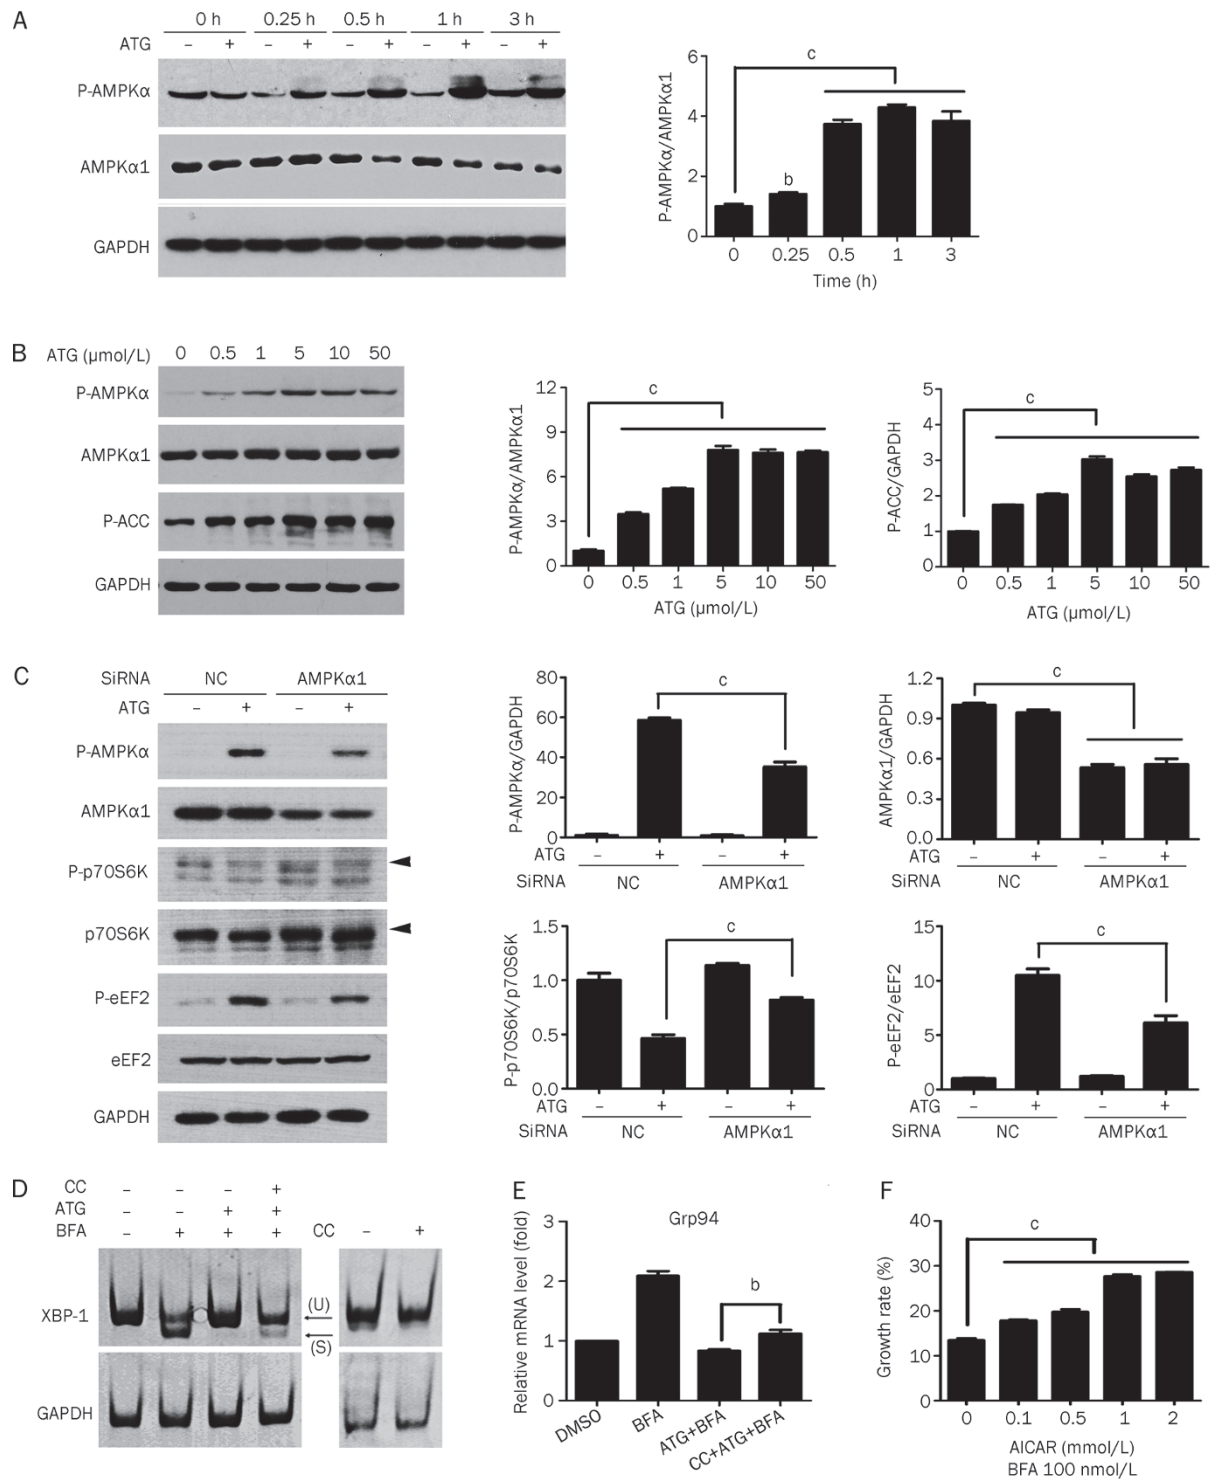 A
0 h 0.25 h 0.5 h 1 h 3 h
ATG – + – + – + – + – +
P-AMPKα
AMPKα1
GAPDH
P-AMPKα/AMPKα1
6
4
2
0
c
b
0 0.25 0.5 1 3
Time (h)
B
ATG (µmol/L) 0 0.5 1 5 10 50
P-AMPKα
AMPKα1
P-ACC
GAPDH
P-AMPKα/AMPKα1
12
9
6
3
0
c
0 0.5 1 5 10 50
ATG (µmol/L)
P-ACC/GAPDH
5
4
3
2
1
0
c
0 0.5 1 5 10 50
ATG (µmol/L)
C
SiRNA NC AMPKα1
ATG – + – +
P-AMPKα
AMPKα1
P-p70S6K
p70S6K
P-eEF2
eEF2
GAPDH
P-AMPKα/GAPDH
80
60
40
20
0
c
ATG – + – +
SiRNA NC AMPKα1
AMPKα1/GAPDH
1.2
0.9
0.6
0.3
0.0
c
ATG – + – +
SiRNA NC AMPKα1
P-p70S6K/p70S6K
1.5
1.0
0.5
0.0
c
ATG – + – +
SiRNA NC AMPKα1
P-eEF2/eEF2
15
10
5
0
c
ATG – + – +
SiRNA NC AMPKα1
D
CC – – – +
ATG – – + +
BFA – + + +
CC – +
XBP-1
(U)
(S)
GAPDH
E
Grp94
Relative mRNA level (fold)
3
2
1
0
b
DMSO BFA ATG+BFA CC+ATG+BFA
F
Growth rate (%)
40
30
20
10
0
c
0 0.1 0.5 1 2
AICAR (mmol/L)
BFA 100 nmol/L